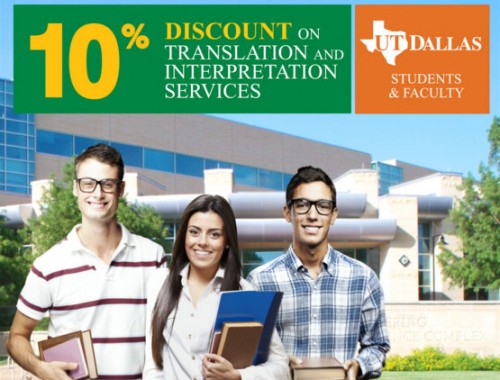 10%
DISCOUNT ON
TRANSLATION AND
INTERPRETATION
SERVICES
UT DALLAS
STUDENTS
& FACULTY